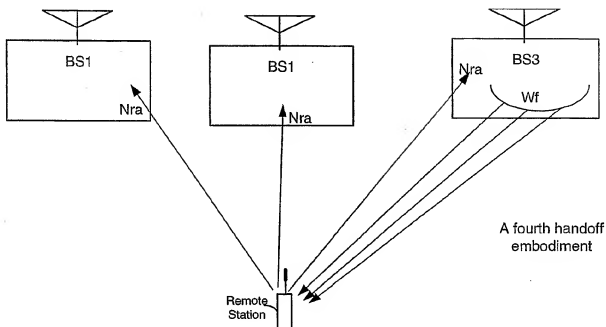 BS1
Nra
BS1
Nra
BS3
Nra
Wf
A fourth handoff
embodiment
Remote
Station